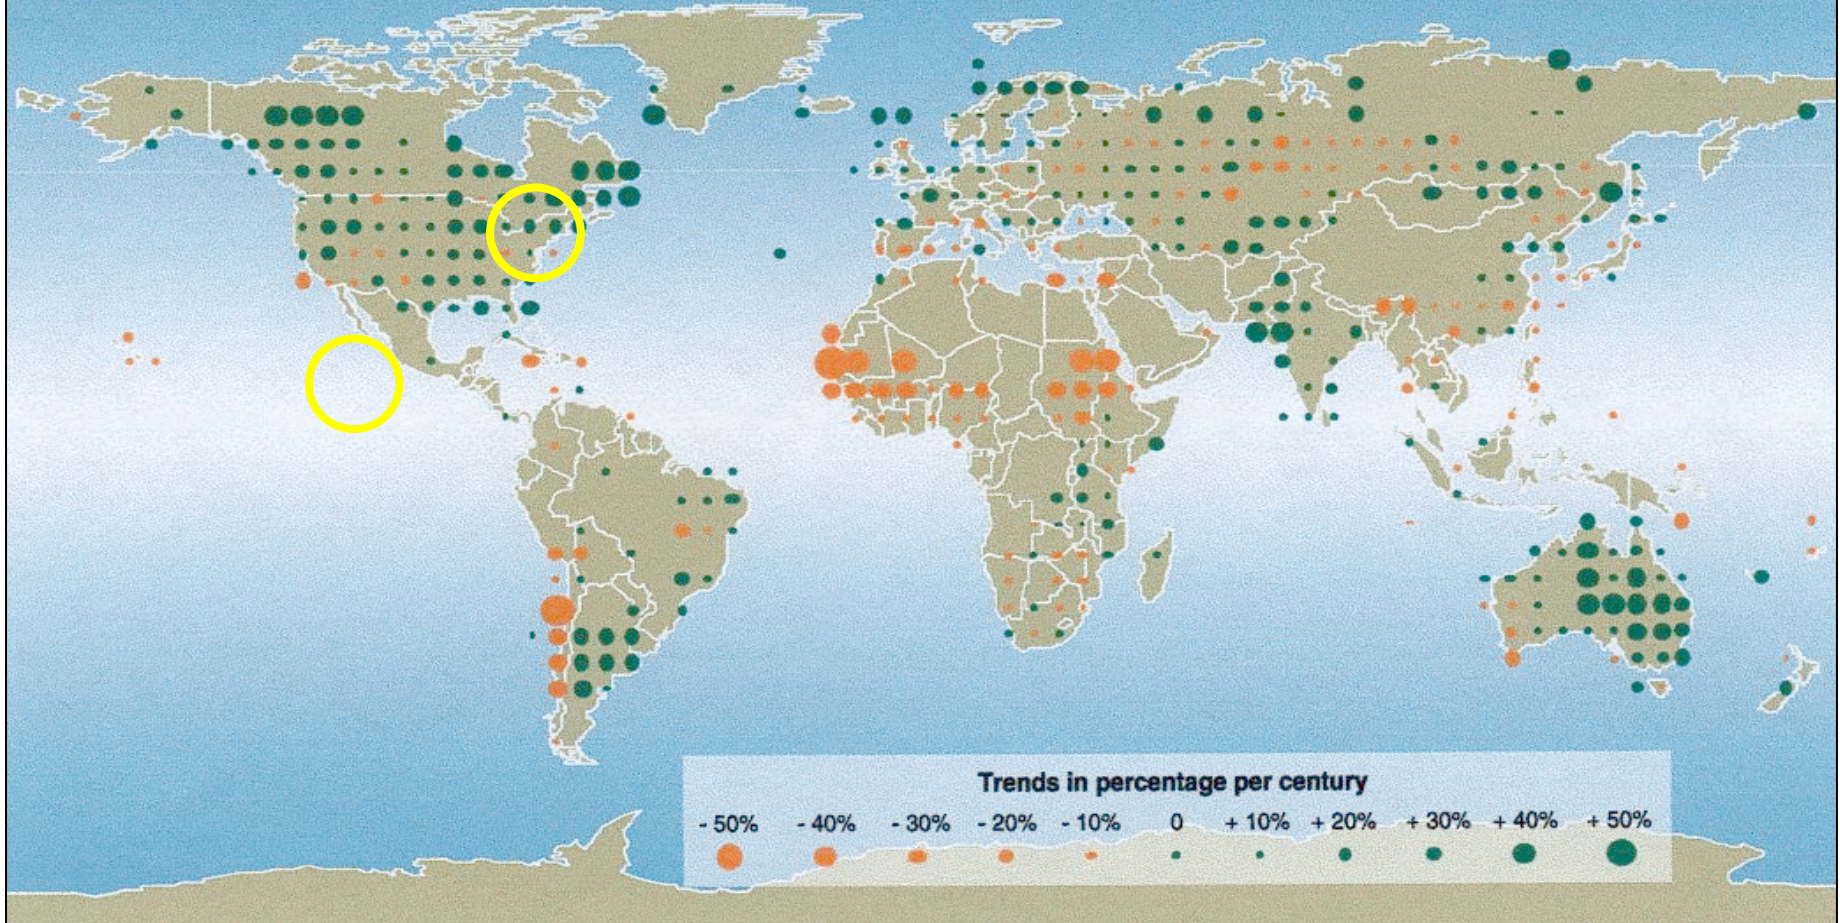 Trends in percentage per century
- 50% - 40% - 30% - 20% - 10% 0 + 10% + 20% + 30% + 40% + 50%